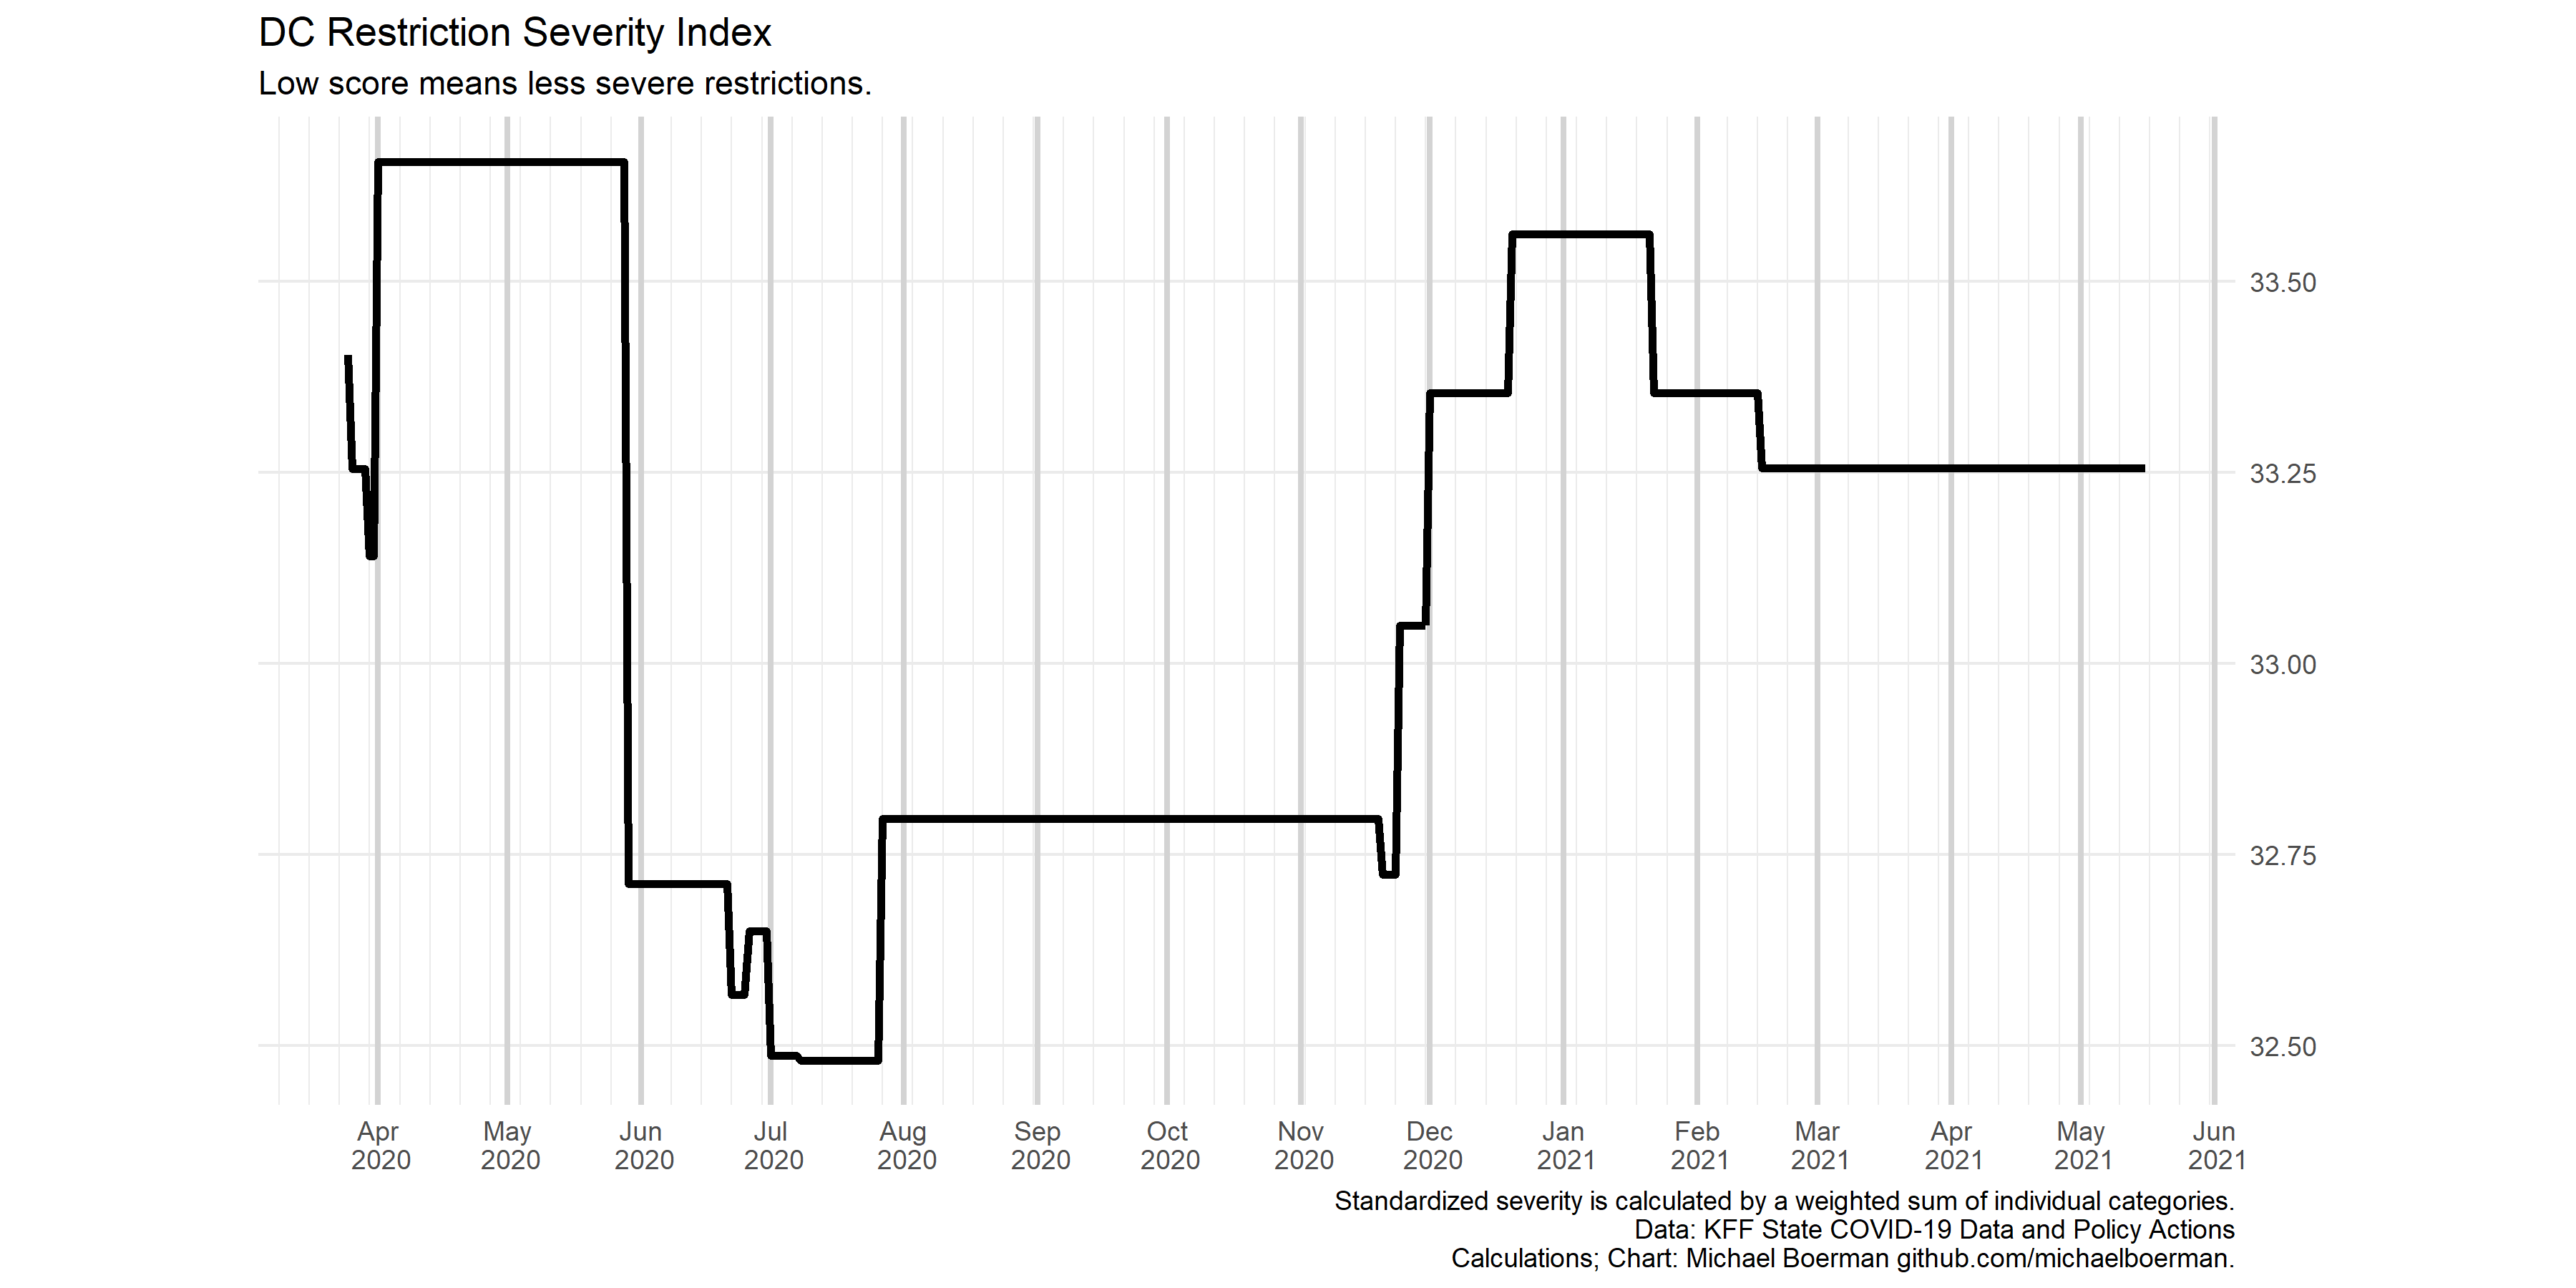 DC Restriction Severity Index
Low score means less severe restrictions.
33.50
33.25
33.00
32.75
32.50
Apr May Jun Jul Aug Sep Oct Nov Dec Jan Feb Mar Apr May Jun
2020 2020 2020 2020 2020 2020 2020 2020 2020 2021 2021 2021 2021 2021 2021
Standardized severity is calculated by a weighted sum of individual categories.
Data: KFF State COVID-19 Data and Policy Actions
Calculations; Chart: Michael Boerman github.com/michaelboerman.